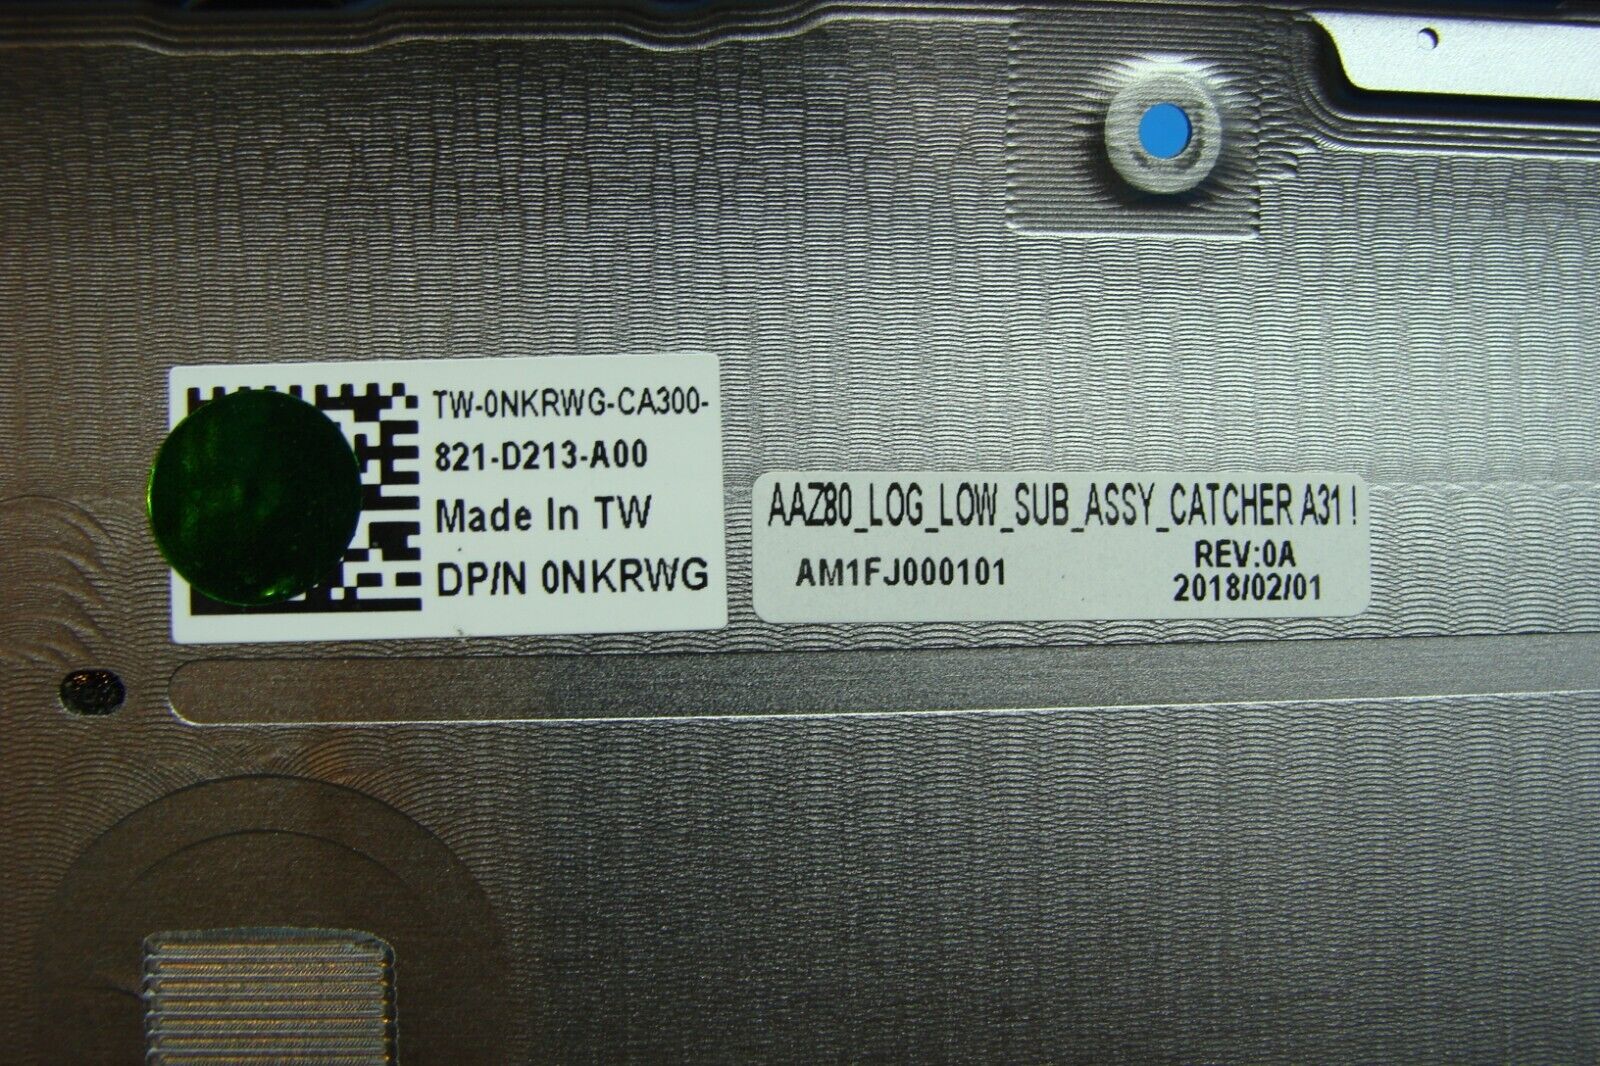 TW-0NKRWG-CA300-
821-D213-A00
Made In TW
DP/N 0NKRWG
AAZ80_LOG_LOW_SUB_ASSY_CATCHER A31 !
AM1FJ000101
REV:0A
2018/02/01